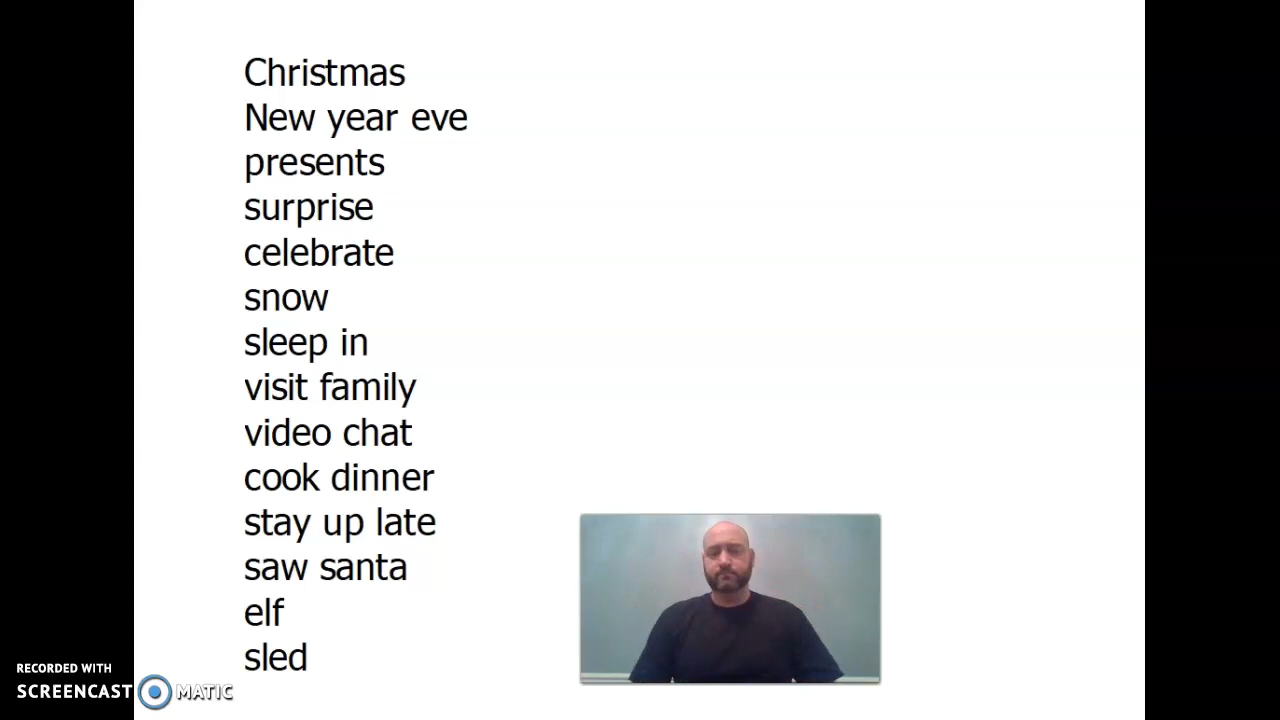 Christmas
New year eve
presents
surprise
celebrate
snow
sleep in
visit family
video chat
cook dinner
stay up late
saw santa
elf
sled
RECORDED WITH
SCREENCAST MATIC